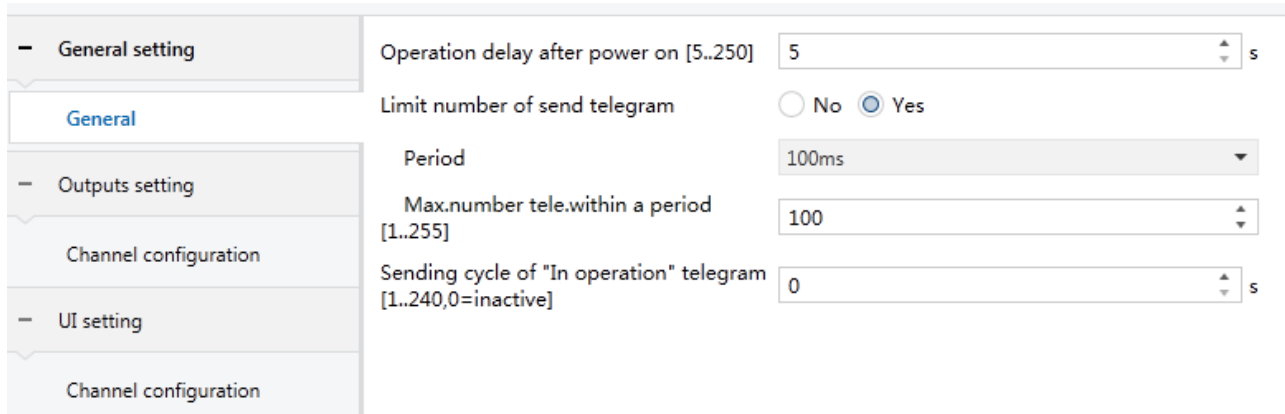 General setting
General
Outputs setting
Channel configuration
UI setting
Channel configuration
Operation delay after power on [5..250]
5
s
Limit number of send telegram
No
Yes
Period
100ms
Max.number tele.within a period
[1..255]
100
Sending cycle of "In operation" telegram
[1..240,0=inactive]
0
s